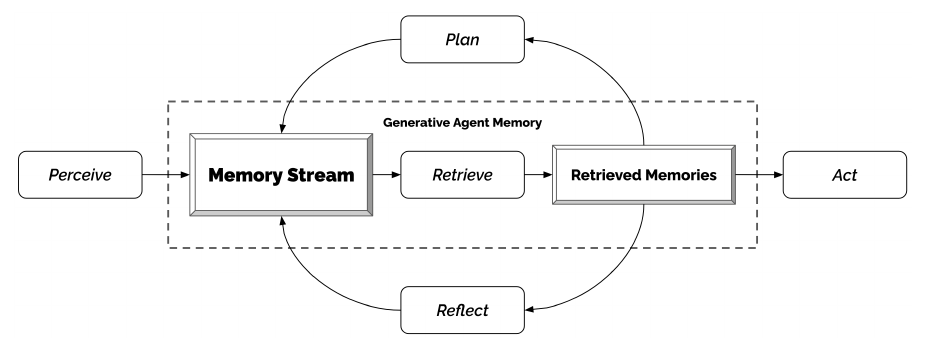 Plan
Generative Agent Memory
Perceive
Memory Stream
Retrieve
Retrieved Memories
Act
Reflect